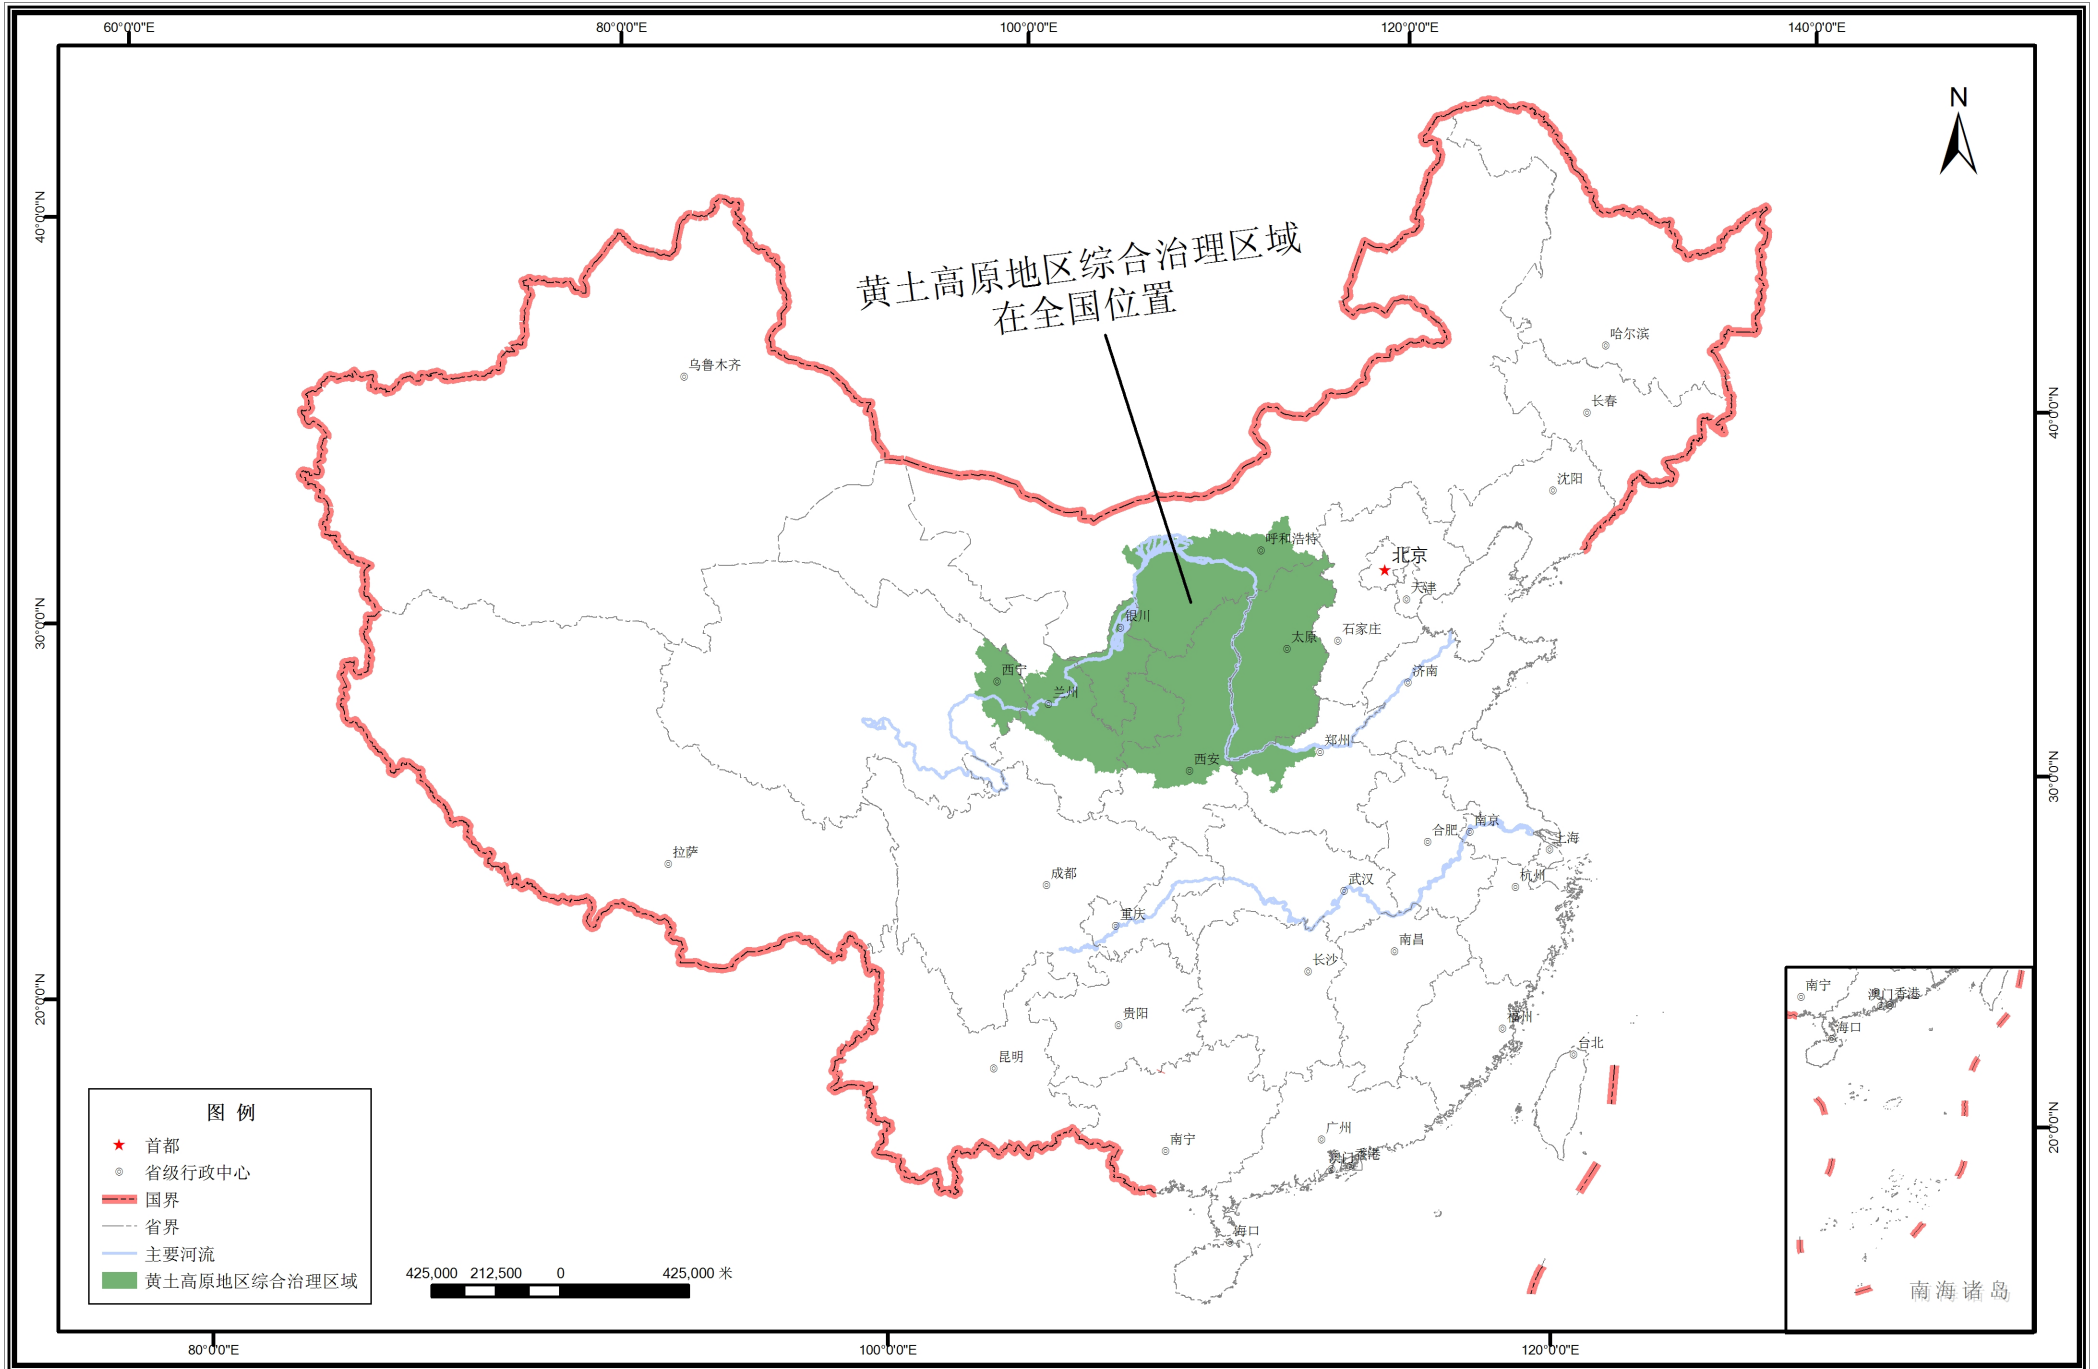 60°0'0"E
80°0'0"E
100°0'0"E
120°0'0"E
140°0'0"E
N
40°0'0"N
黄土高原地区综合治理区域
在全国位置
哈尔滨
乌鲁木齐
长春
40°0'0"N
沈阳
呼和浩特
北京
天津
30°0'0"N
银川
石家庄
太原
西宁
济南
兰州
郑州
西安
30°0'0"N
南京
合肥
上海
拉萨
成都
杭州
武汉
重庆
南昌
长沙
20°0'0"N
南宁
澳门
香港
贵阳
福州
海口
台北
昆明
图 例
首都
省级行政中心
国界
省界
主要河流
黄土高原地区综合治理区域
广州
南宁
澳门
香港
20°0'0"N
海口
425,000 212,500 0 425,000 米
南海诸岛
80°0'0"E
100°0'0"E
120°0'0"E